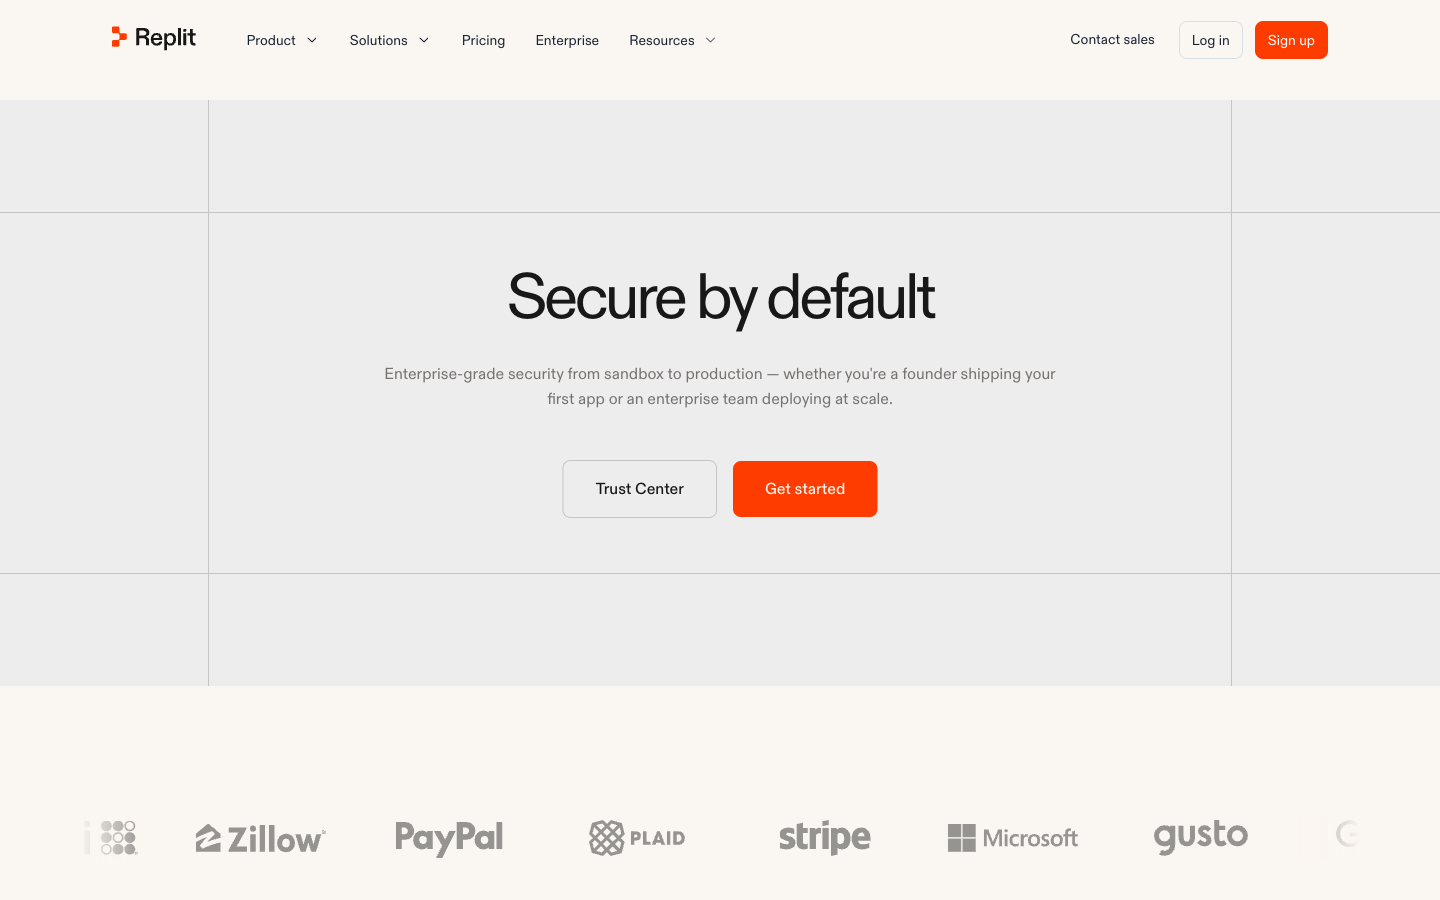 Replit
Product
Solutions
Pricing
Enterprise
Resources
Contact sales
Log in
Sign up
Secure by default
Enterprise-grade security from sandbox to production — whether you're a founder shipping your
first app or an enterprise team deploying at scale.
Trust Center
Get started
Zillow
PayPal
PLAID
stripe
Microsoft
gusto